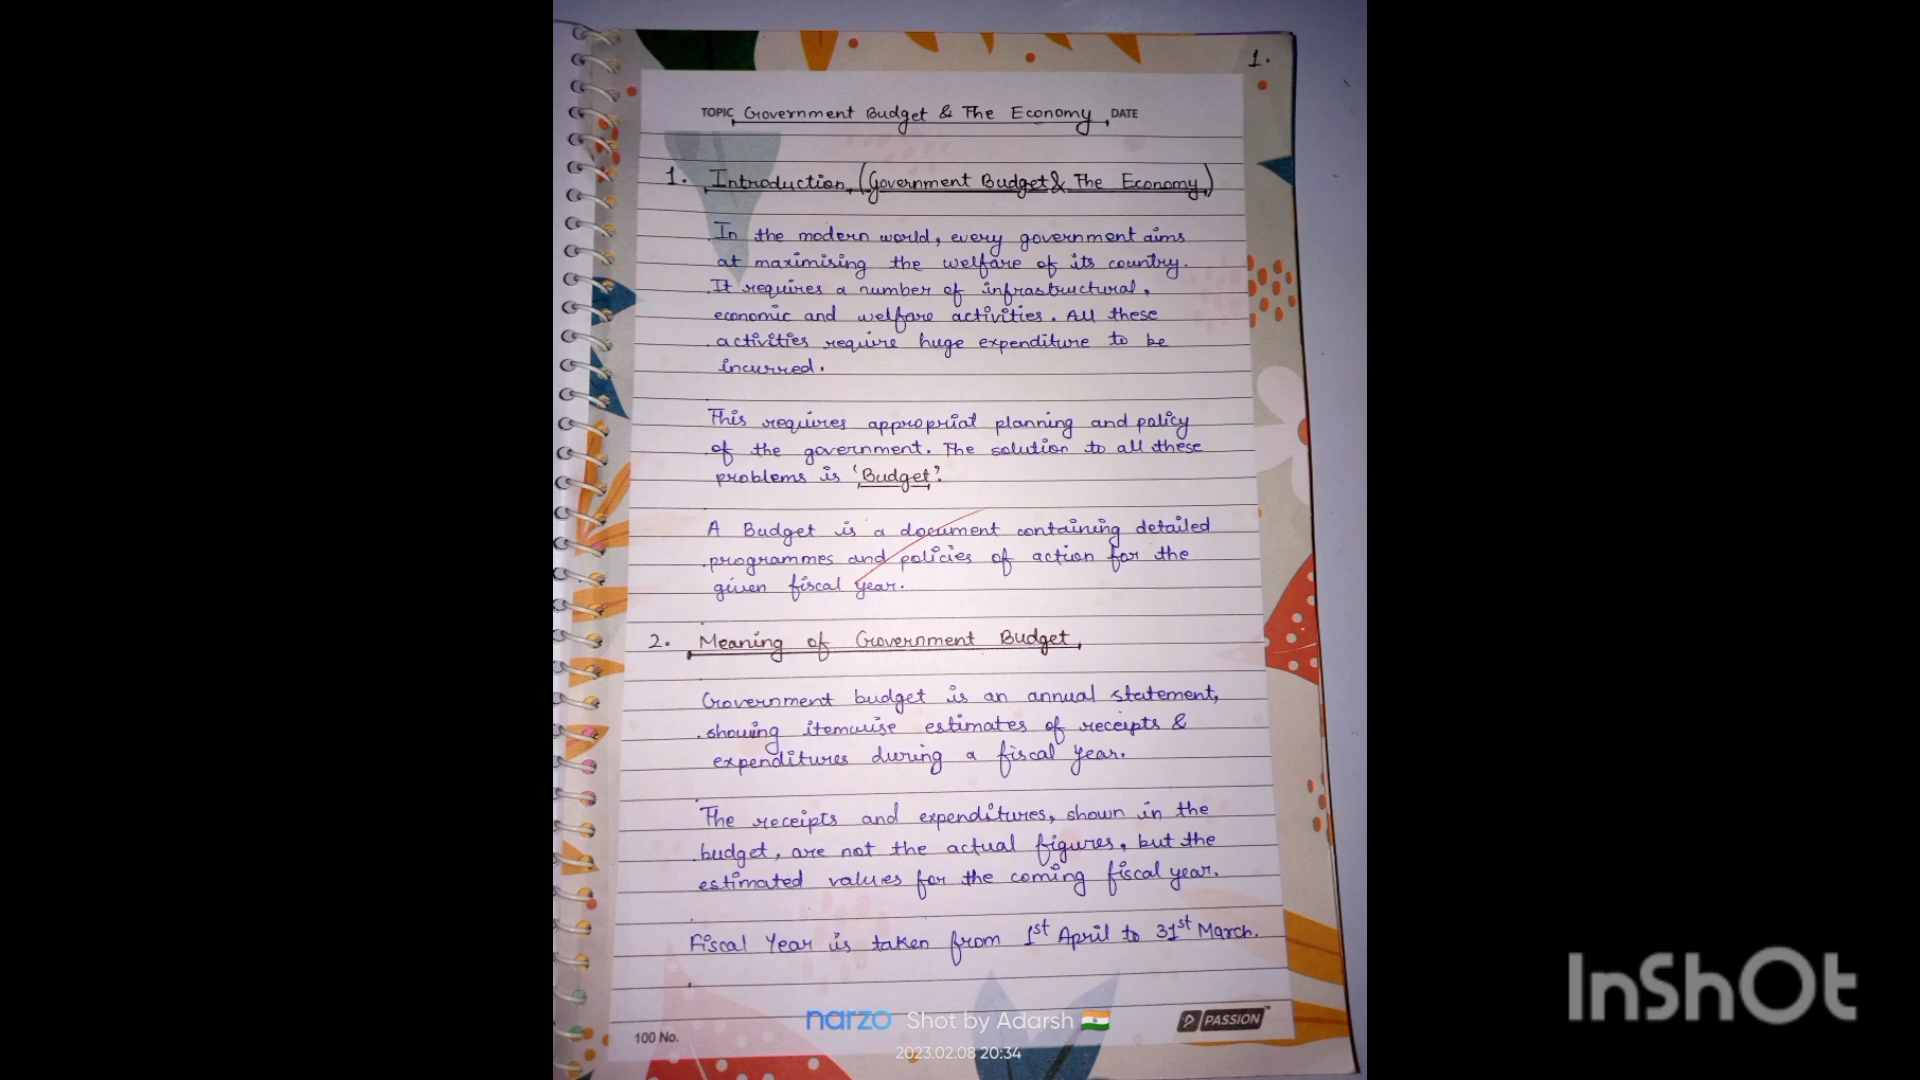 1.
TOPIC Government Budget & The Economy DATE
1. Introduction (Government Budget & The Economy)
In the modern world, every government aims
at maximising the welfare of its country.
It requires a number of infrastructural,
economic and welfare activities. All these
activities require huge expenditure to be
incurred.
This requires appropriat planning and policy
of the government. The solution to all these
problems is 'Budget'.
A Budget is a document containing detailed
programmes and policies of action for the
given fiscal year.
2. Meaning of Government Budget
Government budget is an annual statement,
showing itemwise estimates of receipts &
expenditures during a fiscal year.
The receipts and expenditures, shown in the
budget, are not the actual figures, but the
estimated values for the coming fiscal year.
Fiscal Year is taken from 1st April to 31st March.
narzo Shot by Adarsh
PASSION
100 No.
2023.02.08 20:34
InShOt